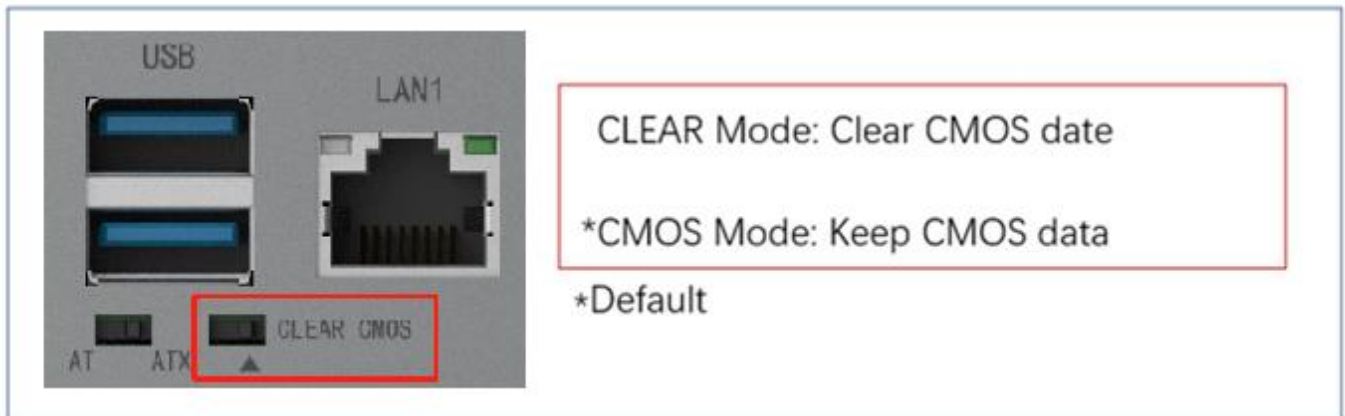 USB
LAN1
CLEAR CMOS
AT ATX
CLEAR Mode: Clear CMOS date
*CMOS Mode: Keep CMOS data
*Default